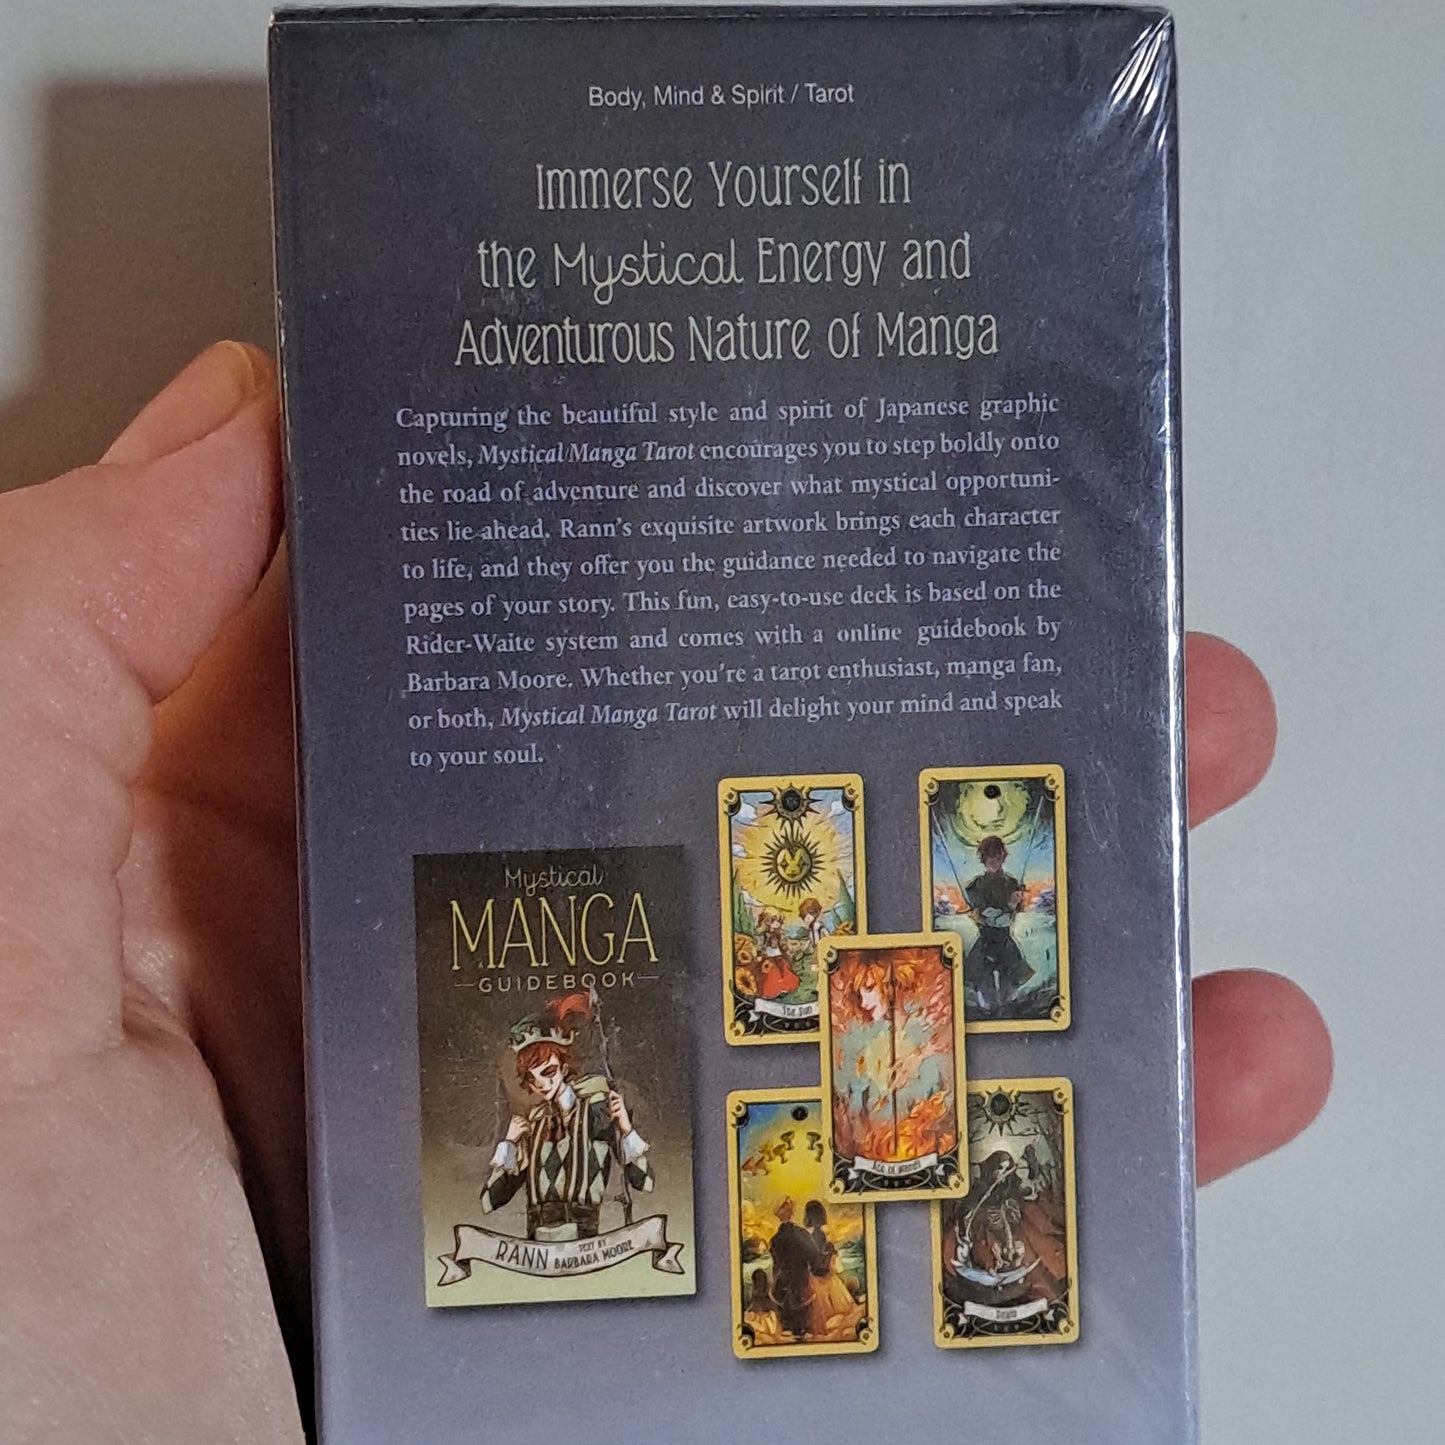 Body, Mind & Spirit / Tarot
Immerse Yourself in
the Mystical Energy and
Adventurous Nature of Manga
Capturing the beautiful style and spirit of Japanese graphic
novels, Mystical Manga Tarot encourages you to step boldly onto
the road of adventure and discover what mystical opportuni-
ties lie ahead. Rann's exquisite artwork brings each character
to life, and they offer you the guidance needed to navigate the
pages of your story. This fun, easy-to-use deck is based on the
Rider-Waite system and comes with a online guidebook by
Barbara Moore. Whether you're a tarot enthusiast, manga fan,
or both, Mystical Manga Tarot will delight your mind and speak
to your soul.
Mystical
MANGA
GUIDEBOOK
RANN TEXT BY
BARBARA MOORE
The Sun
Ace of Wands
Death